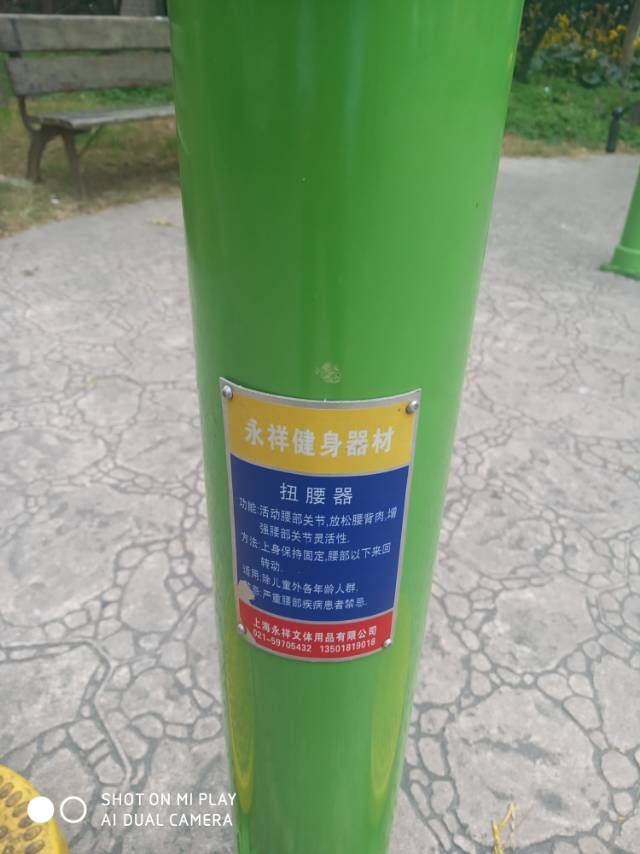 永祥健身器材
扭腰器
功能:活动腰部关节,放松腰背肉,增
强腰部关节灵活性.
方法:上身保持固定,腰部以下来回
转动.
适用:除儿童外各年龄人群.
忌:严重腰部疾病患者禁忌.
上海永祥文体用品有限公司
021-59705432 13501819018
SHOT ON MI PLAY
AI DUAL CAMERA